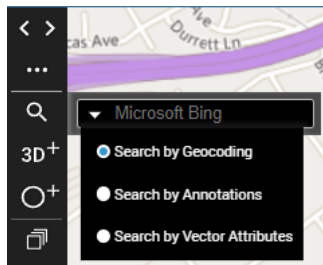 cas Ave
Durrett Ln
Microsoft Bing
3D+
Search by Geocoding
Search by Annotations
Search by Vector Attributes